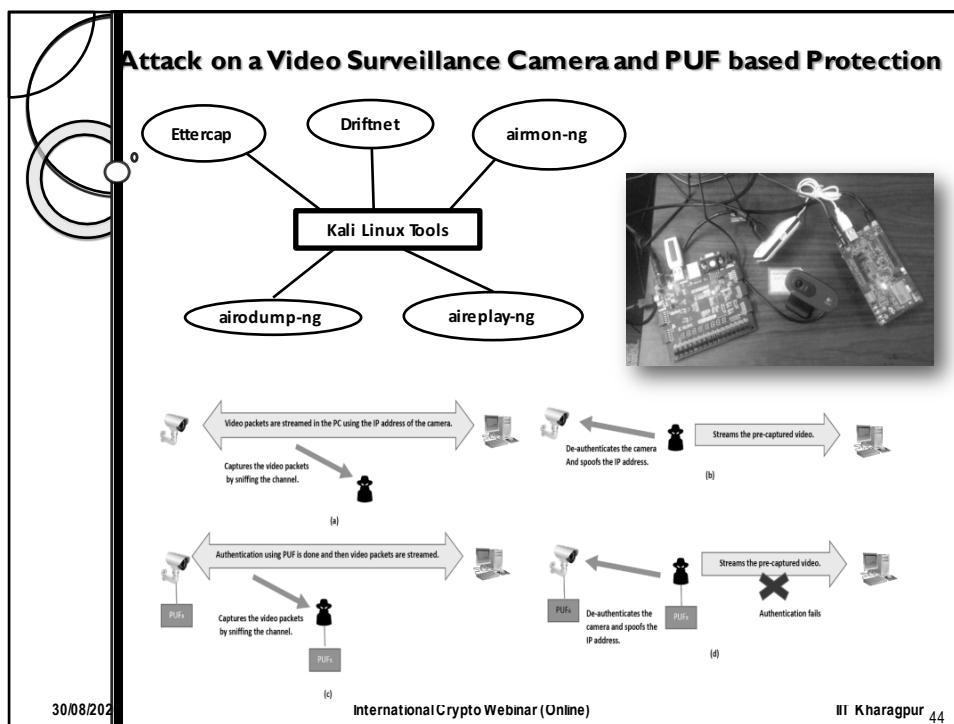 Attack on a Video Surveillance Camera and PUF based Protection
Ettercap
Driftnet
airmon-ng
Kali Linux Tools
airodump-ng
aireplay-ng
Video packets are streamed in the PC using the IP address of the camera.
Captures the video packets
by sniffing the channel.
(a)
De-authenticates the camera
And spoofs the IP address.
Streams the pre-captured video.
(b)
Authentication using PUF is done and then video packets are streamed.
PUFs
Captures the video packets
by sniffing the channel.
PUFs
(c)
PUFs
De-authenticates the
camera and spoofs the
IP address.
PUFs
Streams the pre-captured video.
Authentication fails
(d)
30/08/202
International Crypto Webinar (Online)
IIT Kharagpur
44